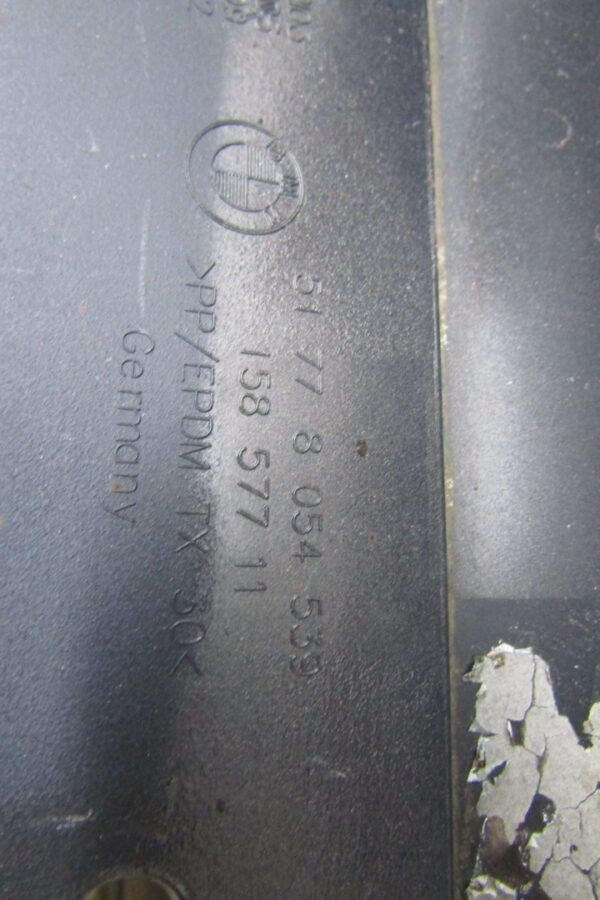 51 77 8 054 539
158 577 11
>PP/EPDM TX 30<
Germany